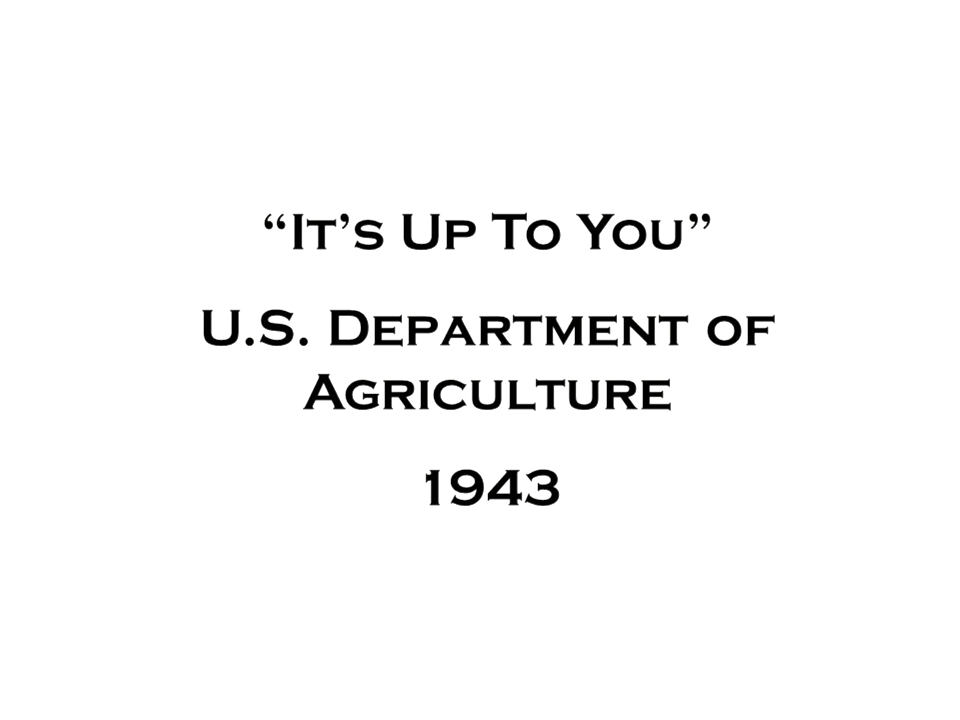 “It’s Up To You”
U.S. Department of
Agriculture
1943